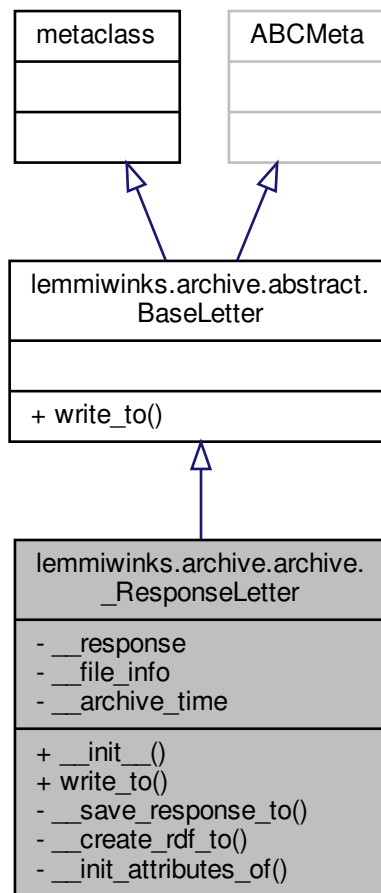 metaclass
ABCMeta
lemmiwinks.archive.abstract.
BaseLetter
+ write_to()
lemmiwinks.archive.archive.
_ResponseLetter
- __response
- __file_info
- __archive_time
+ __init__()
+ write_to()
- __save_response_to()
- __create_rdf_to()
- __init_attributes_of()